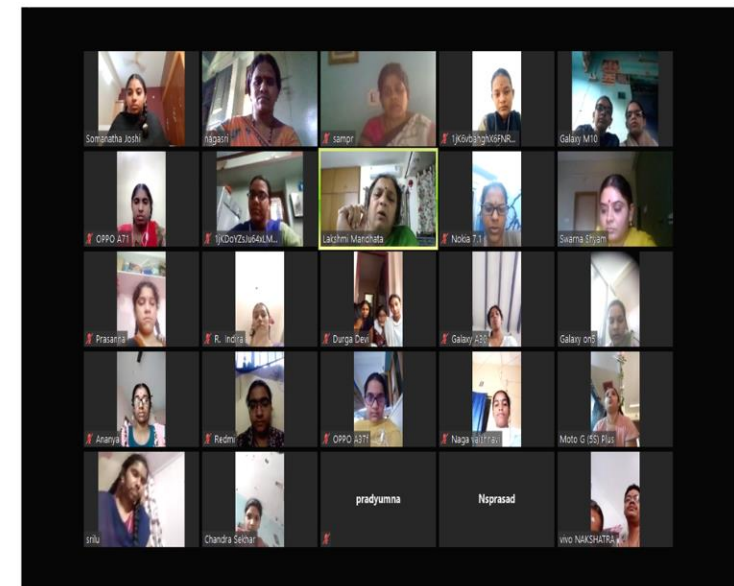 Somanatha Joshi
nagasri
sampr
1jK6vbahghX6FNR...
Galaxy M10
OPPO A71
1jKDoYZsJu64xLM...
Lakshmi Mandhata
Nokia 7.1
Swarna Shyam
Prasanna
R. Indira
Durga Devi
Galaxy A30
Galaxy on5
Ananya
Redmi
OPPO A37f
Naga vaishnavi
Moto G (5S) Plus
srilu
Chandra Sekhar
pradyumna
Nsprasad
vivo NAKSHATRA